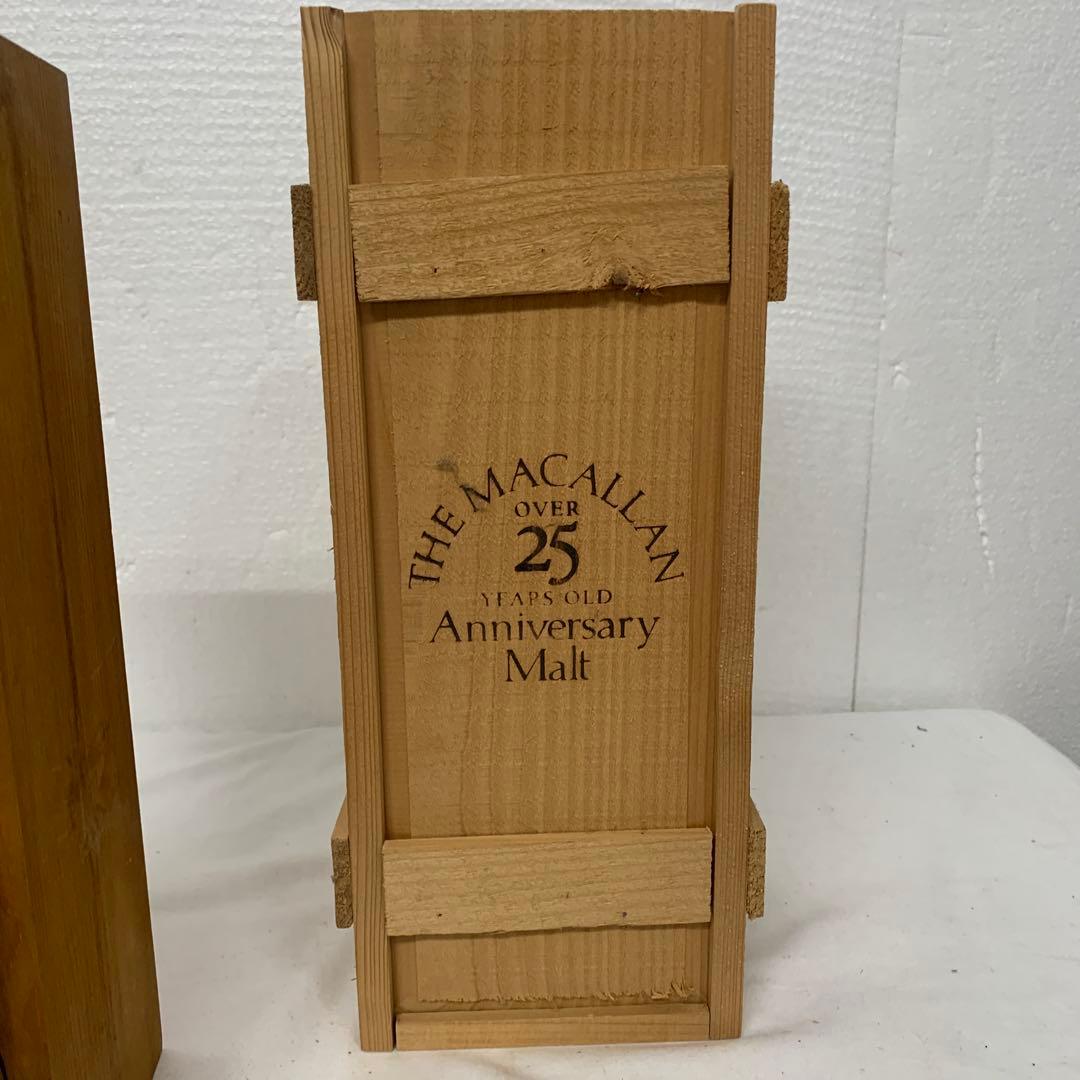 THE MACALLAN
OVER
25
YEARS OLD
Anniversary
Malt